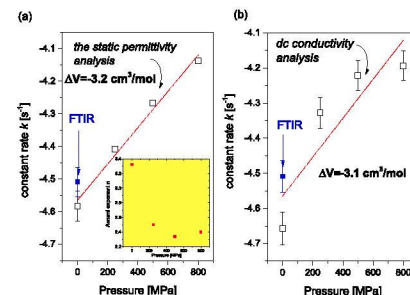 (a)
-4.1
-4.2
-4.3
-4.4
-4.5
-4.6
-4.7
constant rate k [s⁻¹]
the static permittivity
analysis
ΔV=-3.2 cm³/mol
FTIR
Pressure [MPa]
0 200 400 600 800
Pressure [MPa]
(b)
-4.1
-4.2
-4.3
-4.4
-4.5
-4.6
-4.7
constant rate k [s⁻¹]
dc conductivity
analysis
FTIR
ΔV=-3.1 cm³/mol
0 200 400 600 800
Pressure [MPa]